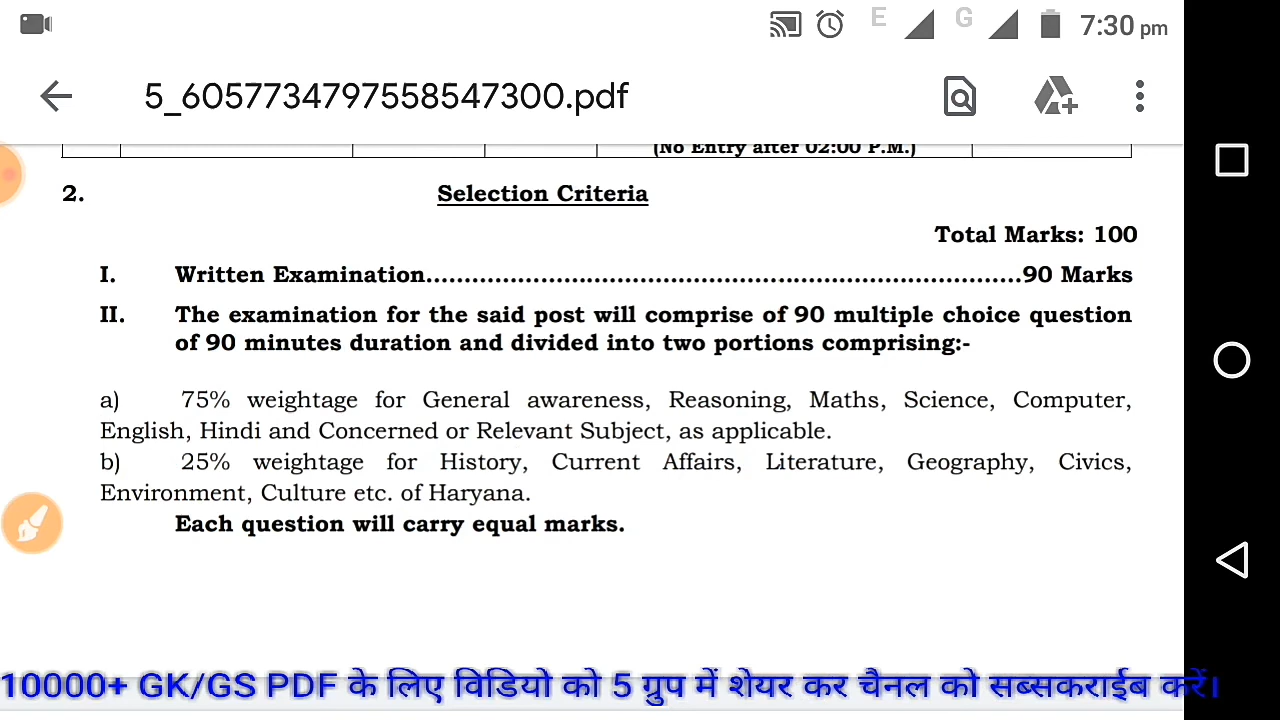 E G 7:30 pm
5_6057734797558547300.pdf
(No Entry after 02:00 P.M.)
2. Selection Criteria
Total Marks: 100
I. Written Examination...............................................................................90 Marks
II. The examination for the said post will comprise of 90 multiple choice question
of 90 minutes duration and divided into two portions comprising:-
a) 75% weightage for General awareness, Reasoning, Maths, Science, Computer,
English, Hindi and Concerned or Relevant Subject, as applicable.
b) 25% weightage for History, Current Affairs, Literature, Geography, Civics,
Environment, Culture etc. of Haryana.
Each question will carry equal marks.
10000+ GK/GS PDF के लिए विडियो को 5 ग्रुप में शेयर कर चैनल को सब्सकराईब करें।